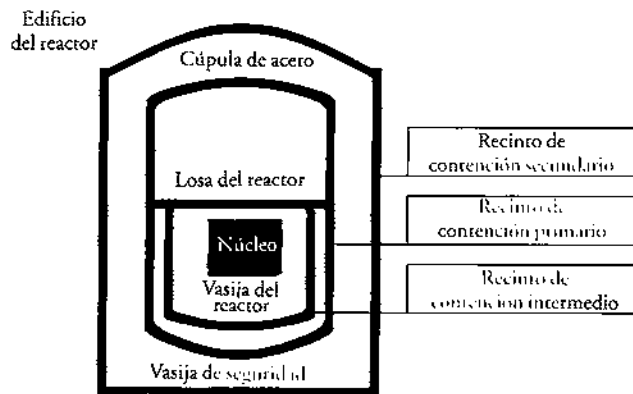 Edificio
del reactor
Cúpula de acero
Recinto de
contención secundario
Losa del reactor
Recinto de
contención primario
Núcleo
Vasija del
reactor
Recinto de
contención intermedio
Vasija de seguridad